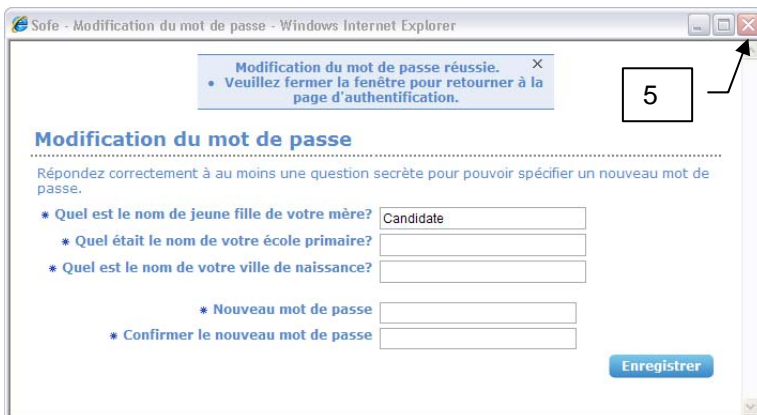 Sofe - Modification du mot de passe - Windows Internet Explorer
Modification du mot de passe réussie.
• Veuillez fermer la fenêtre pour retourner à la
page d'authentification.
5
Modification du mot de passe
Répondez correctement à au moins une question secrète pour pouvoir spécifier un nouveau mot de
passe.
* Quel est le nom de jeune fille de votre mère? Candidate
* Quel était le nom de votre école primaire?
* Quel est le nom de votre ville de naissance?
* Nouveau mot de passe
* Confirmer le nouveau mot de passe
Enregistrer